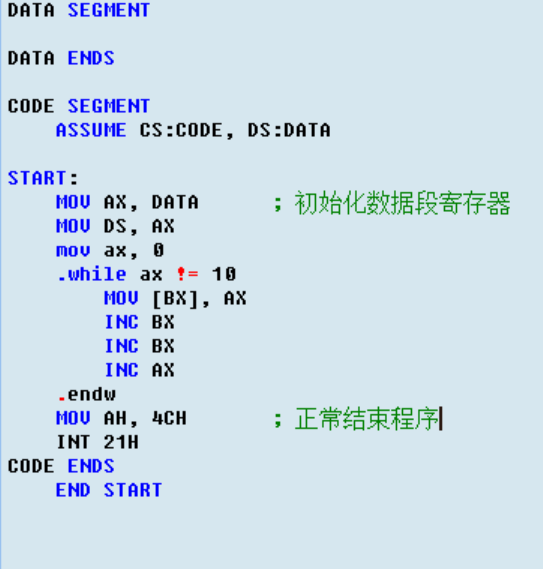 DATA SEGMENT
DATA ENDS
CODE SEGMENT
ASSUME CS:CODE, DS:DATA
START:
MOV AX, DATA ; 初始化数据段寄存器
MOV DS, AX
mov ax, 0
.while ax != 10
MOV [BX], AX
INC BX
INC BX
INC AX
.endw
MOV AH, 4CH ; 正常结束程序
INT 21H
CODE ENDS
END START